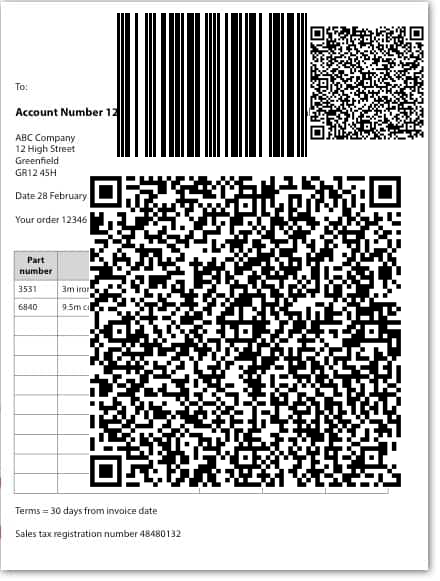 To:
Account Number 12
ABC Company
12 High Street
Greenfield
GR12 45H
Date 28 February
Your order 12346
Part
number
3531 3m iron
6840 9.5m
Terms = 30 days from invoice date
Sales tax registration number 48480132